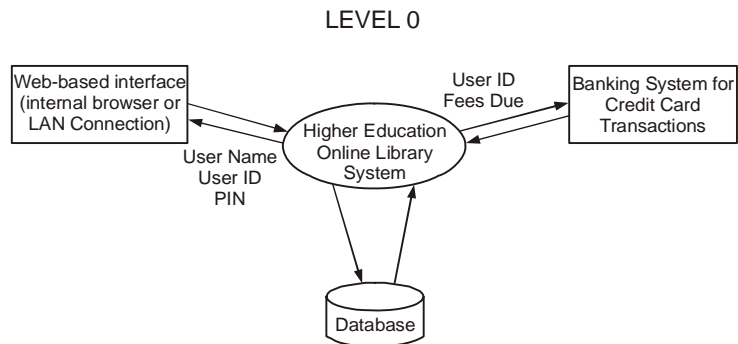 LEVEL 0
Web-based interface
(internal browser or
LAN Connection)
User ID
Fees Due
Banking System for
Credit Card
Transactions
Higher Education
Online Library
System
User Name
User ID
PIN
Database